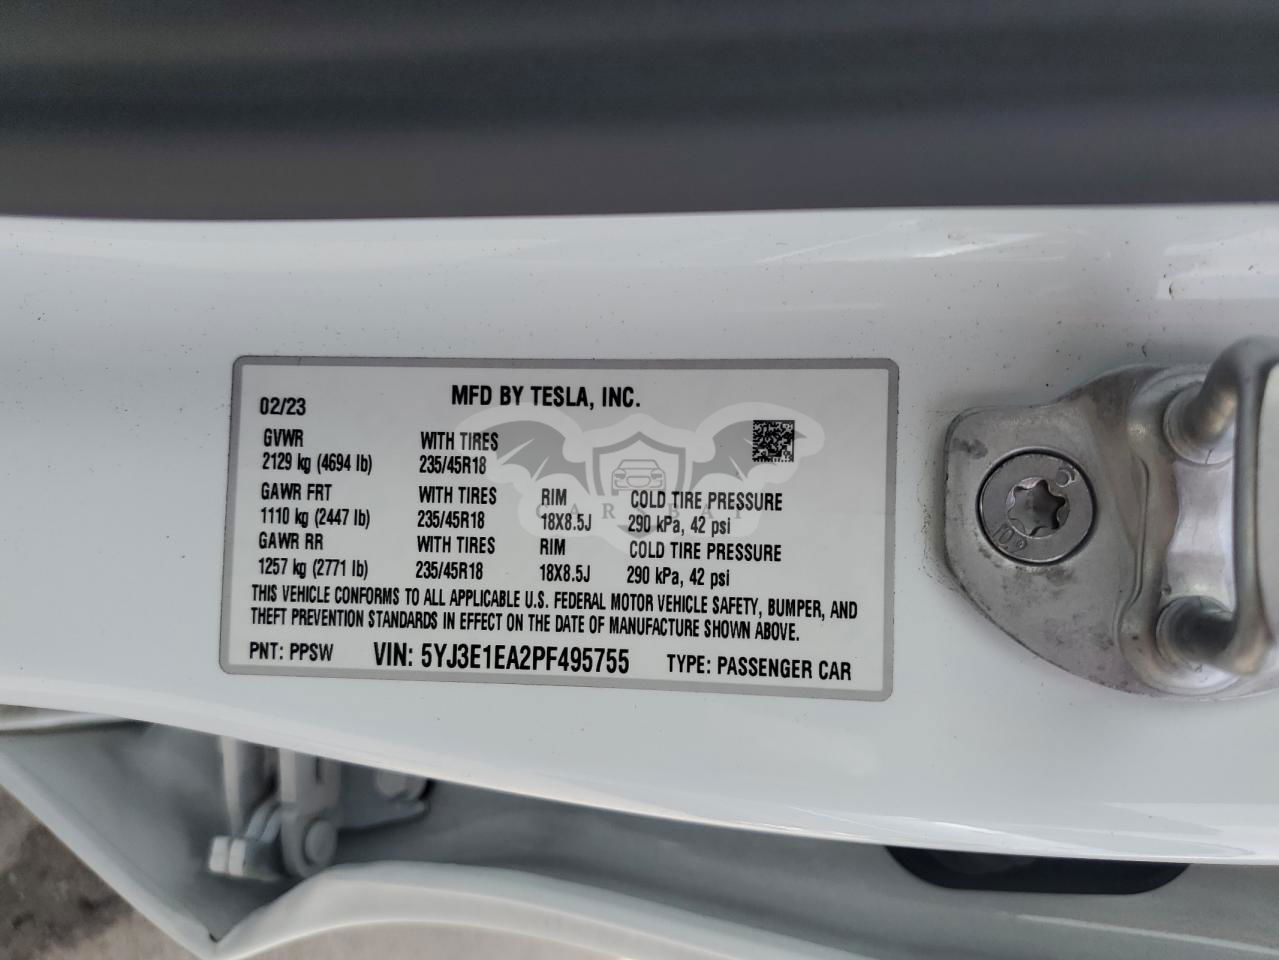 02/23 MFD BY TESLA, INC.
GVWR WITH TIRES
2129 kg (4694 lb) 235/45R18
GAWR FRT WITH TIRES RIM COLD TIRE PRESSURE
1110 kg (2447 lb) 235/45R18 18X8.5J 290 kPa, 42 psi
GAWR RR WITH TIRES RIM COLD TIRE PRESSURE
1257 kg (2771 lb) 235/45R18 18X8.5J 290 kPa, 42 psi
THIS VEHICLE CONFORMS TO ALL APPLICABLE U.S. FEDERAL MOTOR VEHICLE SAFETY, BUMPER, AND
THEFT PREVENTION STANDARDS IN EFFECT ON THE DATE OF MANUFACTURE SHOWN ABOVE.
PNT: PPSW VIN: 5YJ3E1EA2PF495755 TYPE: PASSENGER CAR
CARSBAT